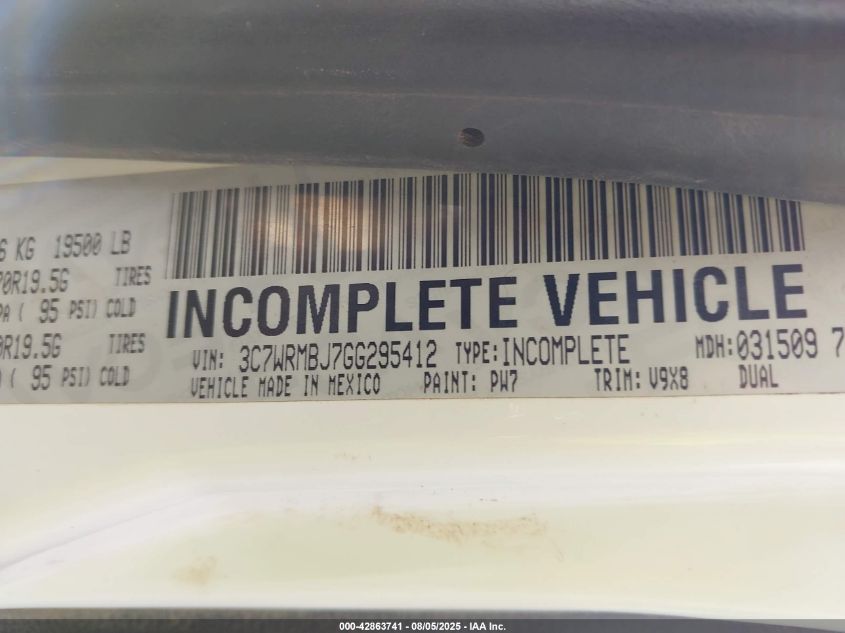 6 KG 19500 LB
70R19.5G TIRES
PA ( 95 PSI) COLD
0R19.5G TIRES
( 95 PSI) COLD
INCOMPLETE VEHICLE
VIN: 3C7WRMBJ7GG295412 TYPE:INCOMPLETE MDH:031509 7
VEHICLE MADE IN MEXICO PAINT: PW7 TRIM: V9X8 DUAL
000-42863741 - 08/05/2025 - IAA Inc.